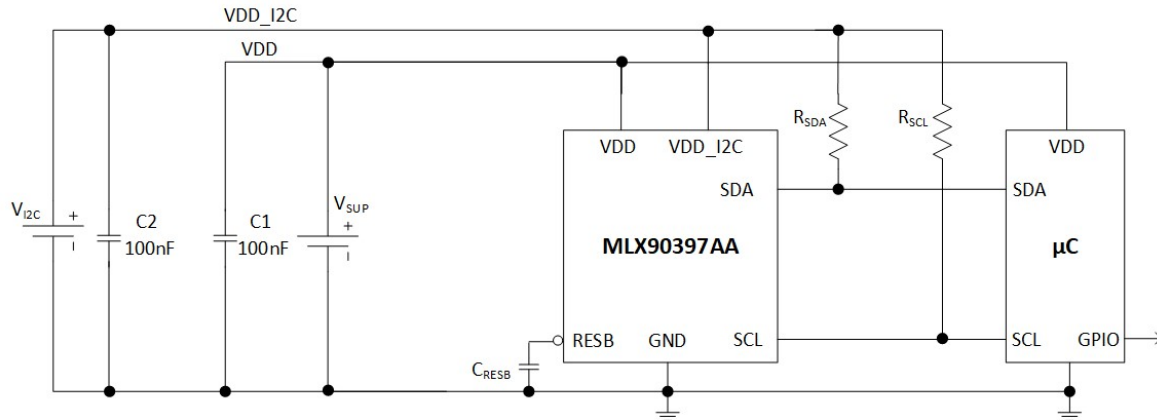 VDD_I2C
VDD
R_SDA
R_SCL
VDD
VDD_I2C
VDD
SDA
SDA
V_I2C
+
-
C2
100nF
C1
100nF
V_SUP
+
-
MLX90397AA
µC
RESB
GND
SCL
SCL
GPIO
C_RESB